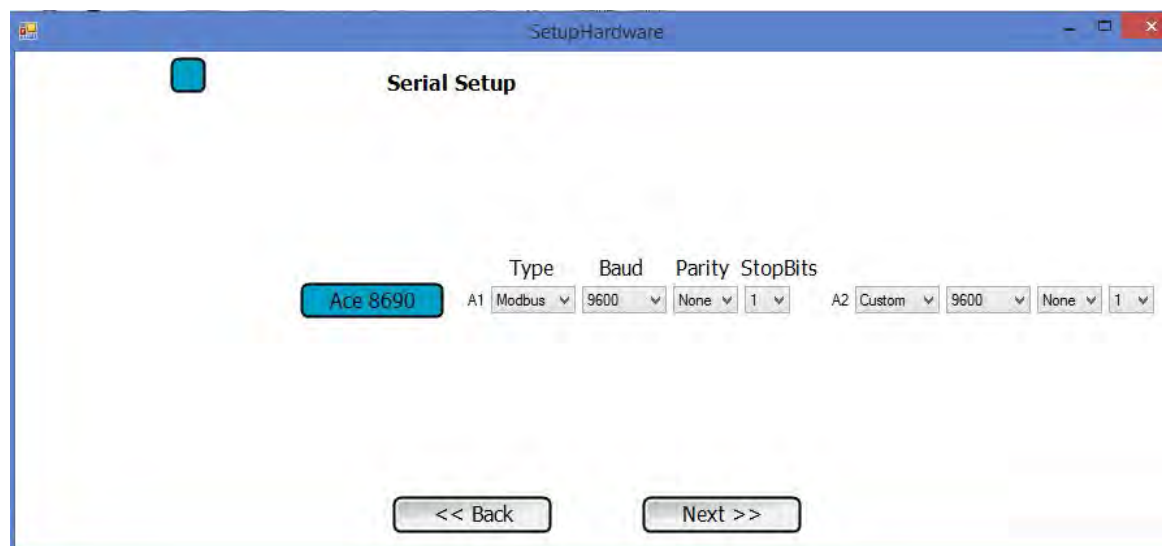 SetupHardware
Serial Setup
Type Baud Parity StopBits
Ace 8690 A1 Modbus 9600 None 1 A2 Custom 9600 None 1
<< Back Next >>